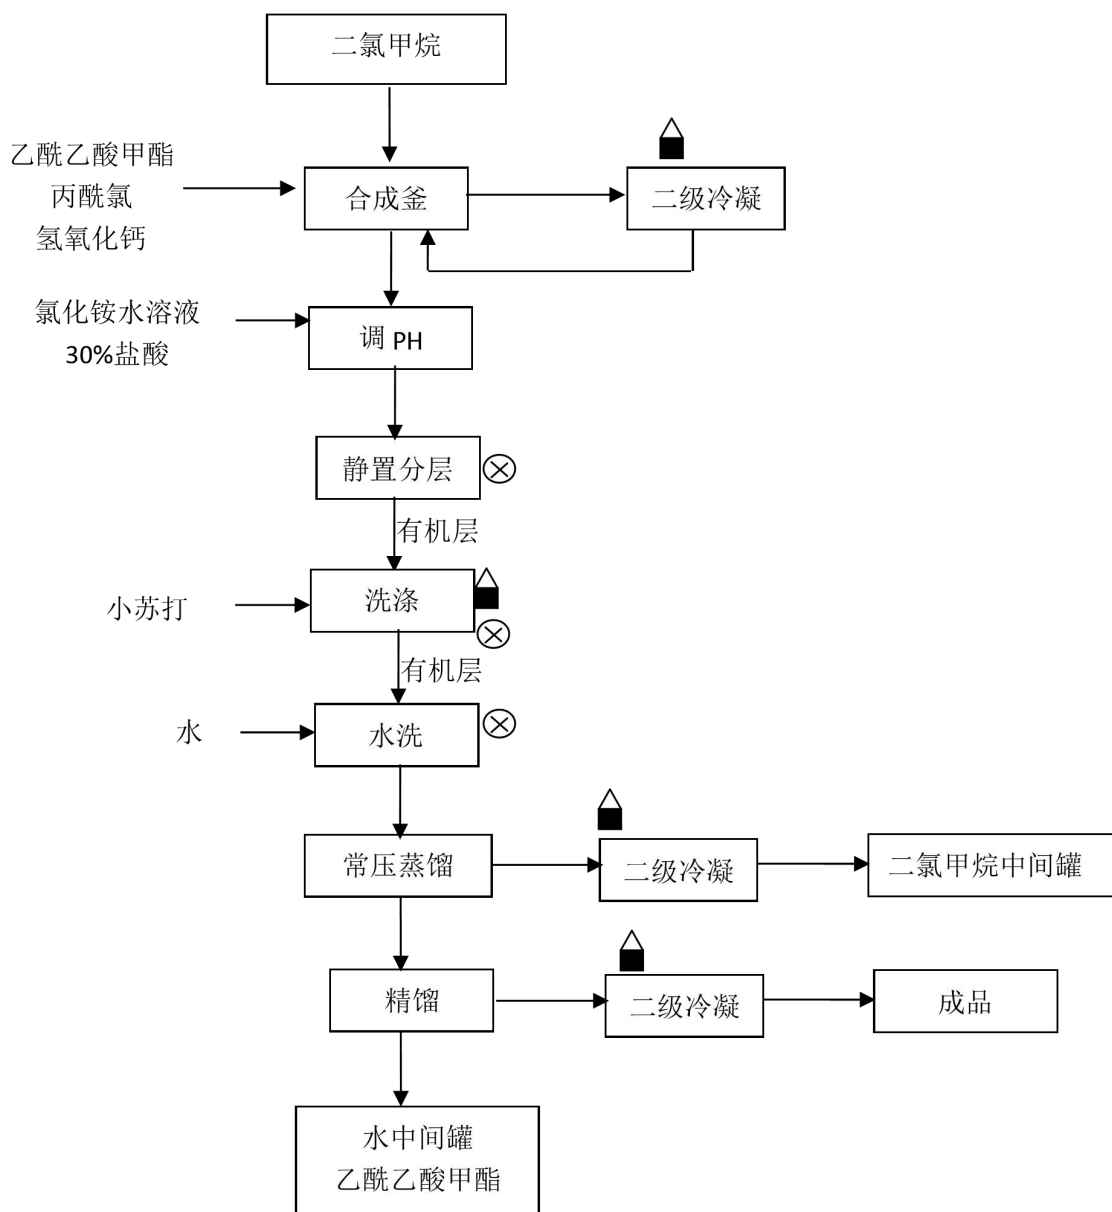 二氯甲烷
乙酰乙酸甲酯
丙酰氯
氢氧化钙
合成釜
二级冷凝
氯化铵水溶液
30%盐酸
调PH
静置分层
有机层
小苏打
洗涤
有机层
水
水洗
常压蒸馏
二级冷凝
二氯甲烷中间罐
精馏
二级冷凝
成品
水中间罐
乙酰乙酸甲酯